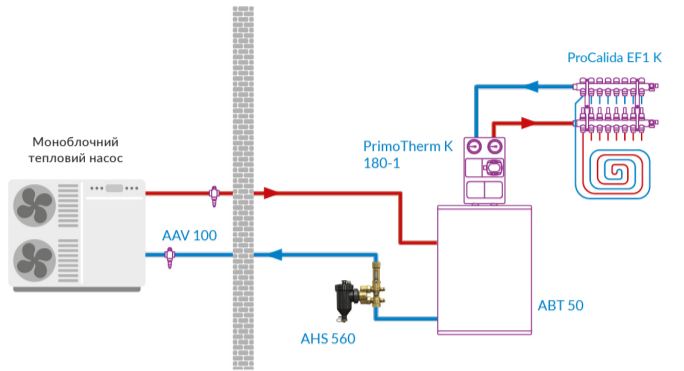 ProCalida EF1 K
Моноблочний
тепловий насос
PrimoTherm K
180-1
AAV 100
ABT 50
AHS 560